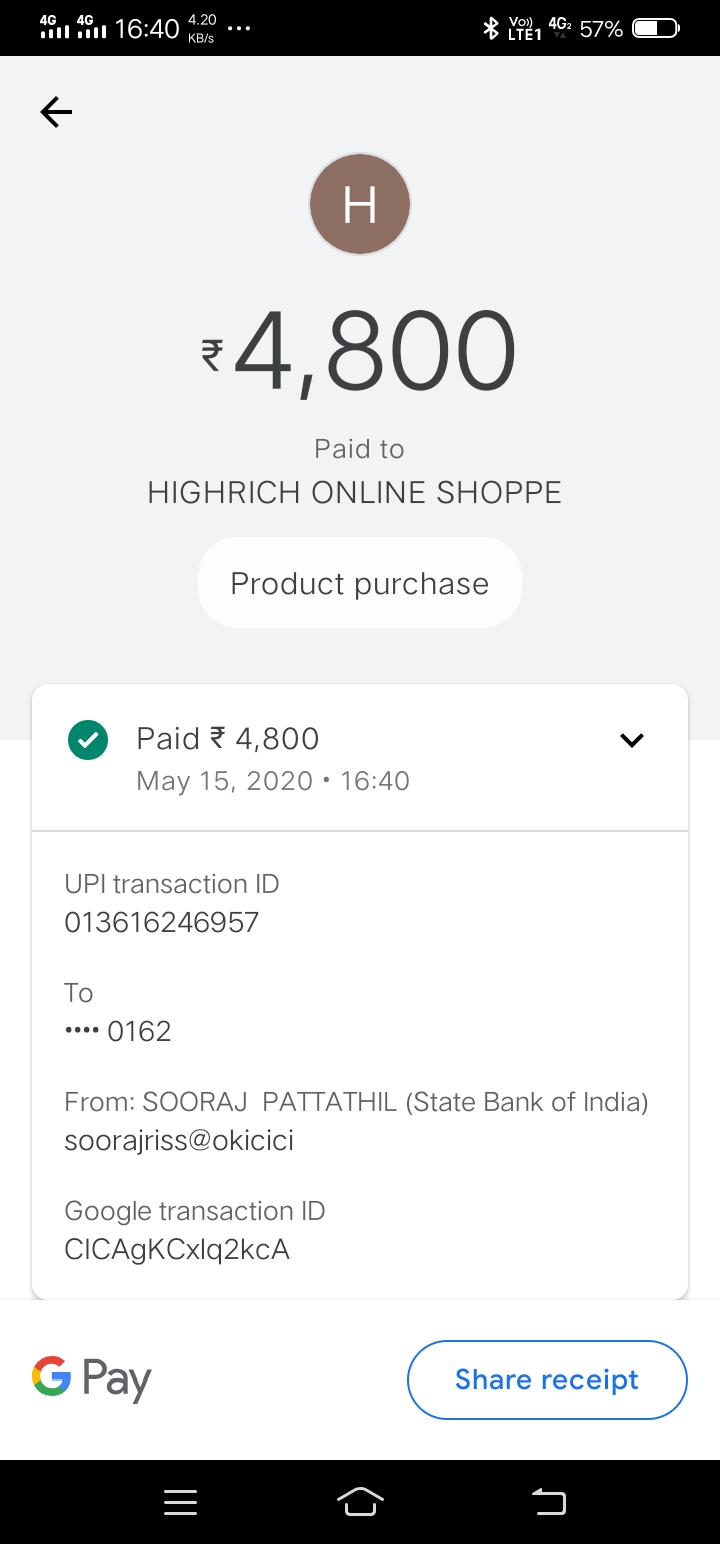 4G 4G 16:40 4.20 KB/s ... Vo)) LTE1 4G2 57%
H
₹4,800
Paid to
HIGHRICH ONLINE SHOPPE
Product purchase
Paid ₹ 4,800
May 15, 2020 • 16:40
UPI transaction ID
013616246957
To
•••• 0162
From: SOORAJ PATTATHIL (State Bank of India)
soorajriss@okicici
Google transaction ID
CICAgKCxlq2kcA
G Pay
Share receipt